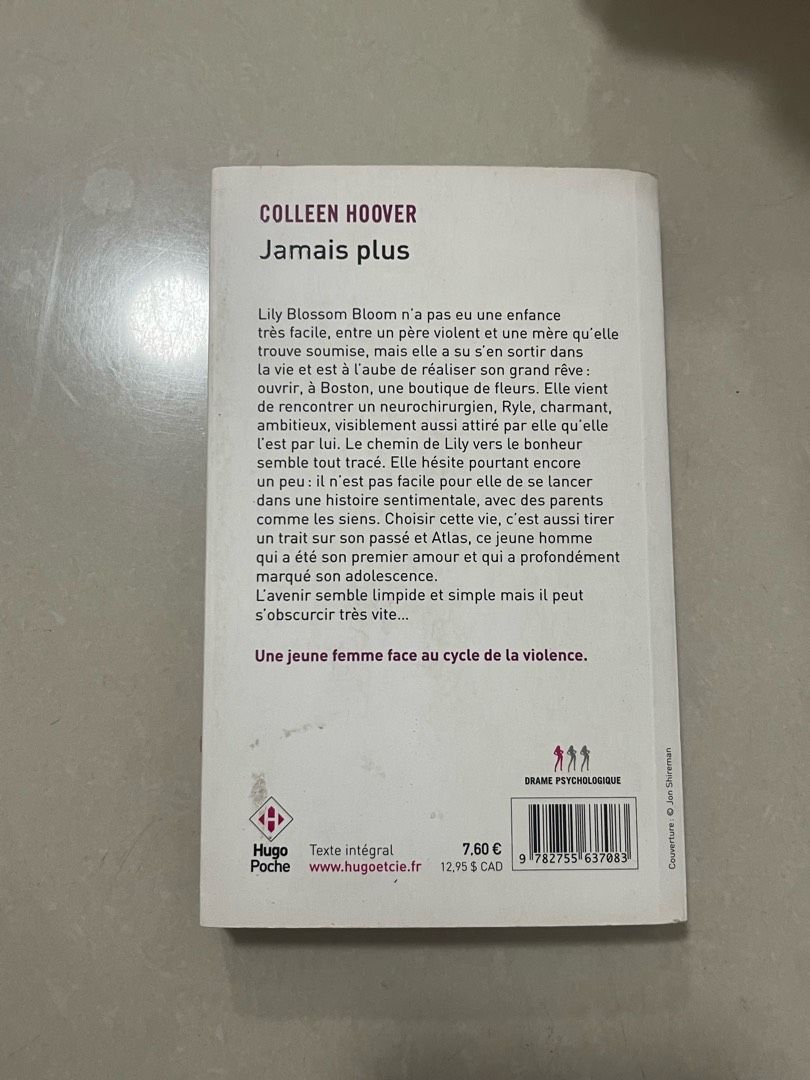 COLLEEN HOOVER
Jamais plus
Lily Blossom Bloom n'a pas eu une enfance
très facile, entre un père violent et une mère qu'elle
trouve soumise, mais elle a su s'en sortir dans
la vie et est à l'aube de réaliser son grand rêve :
ouvrir, à Boston, une boutique de fleurs. Elle vient
de rencontrer un neurochirurgien, Ryle, charmant,
ambitieux, visiblement aussi attiré par elle qu'elle
l'est par lui. Le chemin de Lily vers le bonheur
semble tout tracé. Elle hésite pourtant encore
un peu : il n'est pas facile pour elle de se lancer
dans une histoire sentimentale, avec des parents
comme les siens. Choisir cette vie, c'est aussi tirer
un trait sur son passé et Atlas, ce jeune homme
qui a été son premier amour et qui a profondément
marqué son adolescence.
L'avenir semble limpide et simple mais il peut
s'obscurcir très vite...
Une jeune femme face au cycle de la violence.
DRAME PSYCHOLOGIQUE
Hugo
Poche
Texte intégral
www.hugoetcie.fr
7,60 €
12,95 $ CAD
9 782755 637083
Couverture : © Jon Shireman